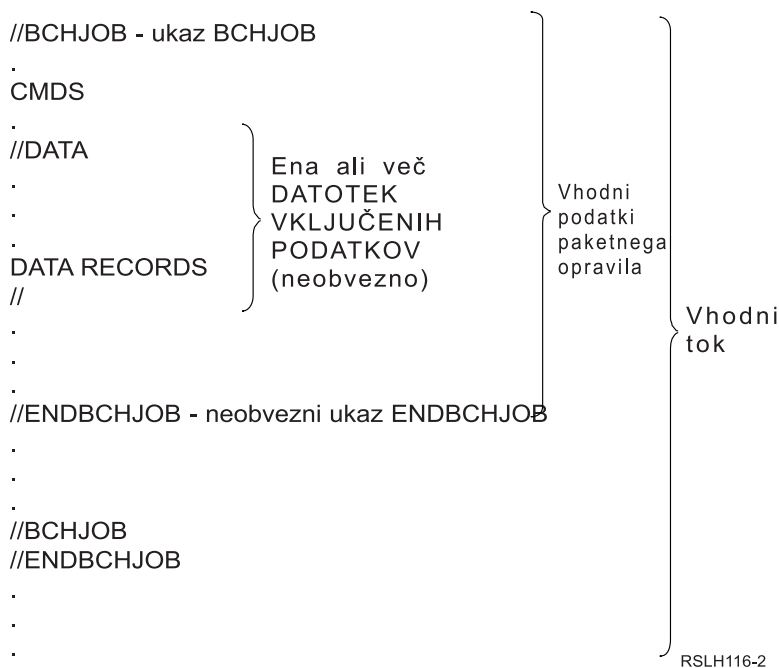 //BCHJOB - ukaz BCHJOB
.
CMDS
.
//DATA
.
.
.
DATA RECORDS
//
.
.
.
//ENDBCHJOB - neobvezni ukaz ENDBCHJOB
.
.
.
//BCHJOB
//ENDBCHJOB
.
.
.
Ena ali več
DATOTEK
VKLJUČENIH
PODATKOV
(neobvezno)
Vhodni
podatki
paketnega
opravila
Vhodni
tok
RSLH116-2